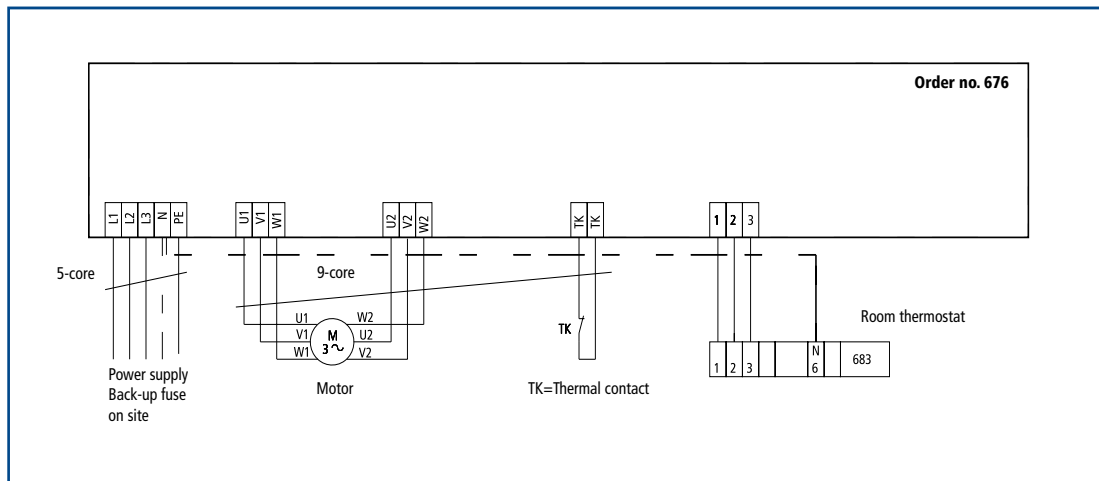 Order no. 676
L1 L2 L3 N PE
U1 V1 W1
U2 V2 W2
TK TK
1 2 3
5-core
9-core
U1 W2
V1 U2
W1 V2
M
3~
TK
Room thermostat
1 2 3 N 6 683
Power supply
Back-up fuse
on site
Motor
TK=Thermal contact